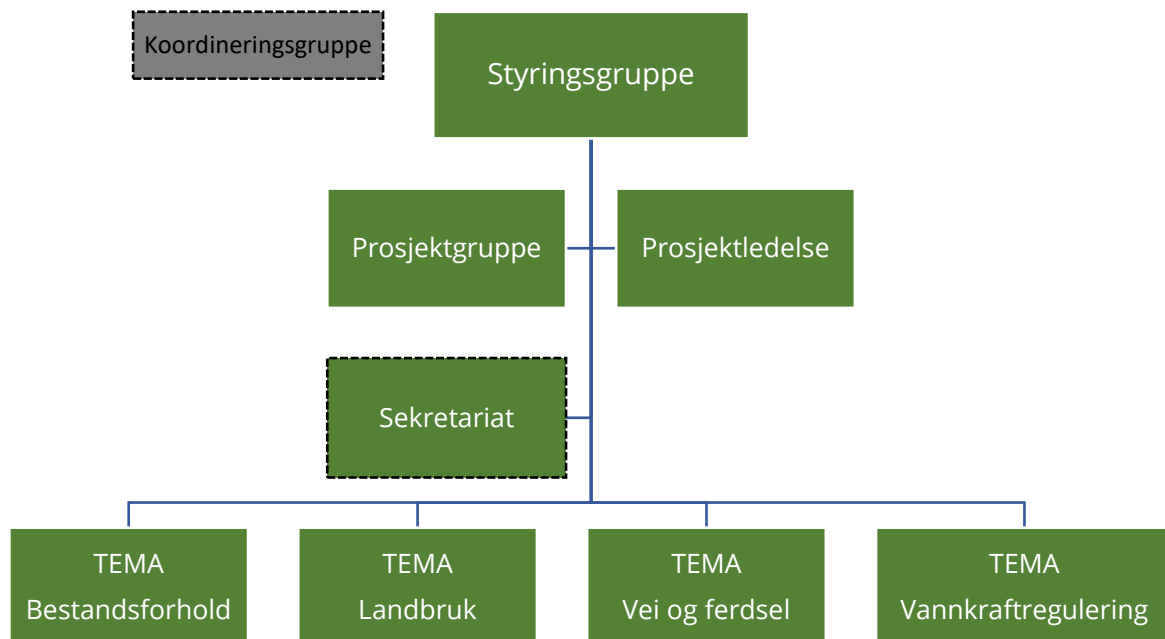 Koordineringsgruppe
Styringsgruppe
Prosjektgruppe
Prosjektledelse
Sekretariat
TEMA
Bestandsforhold
TEMA
Landbruk
TEMA
Vei og ferdsel
TEMA
Vannkraftregulering